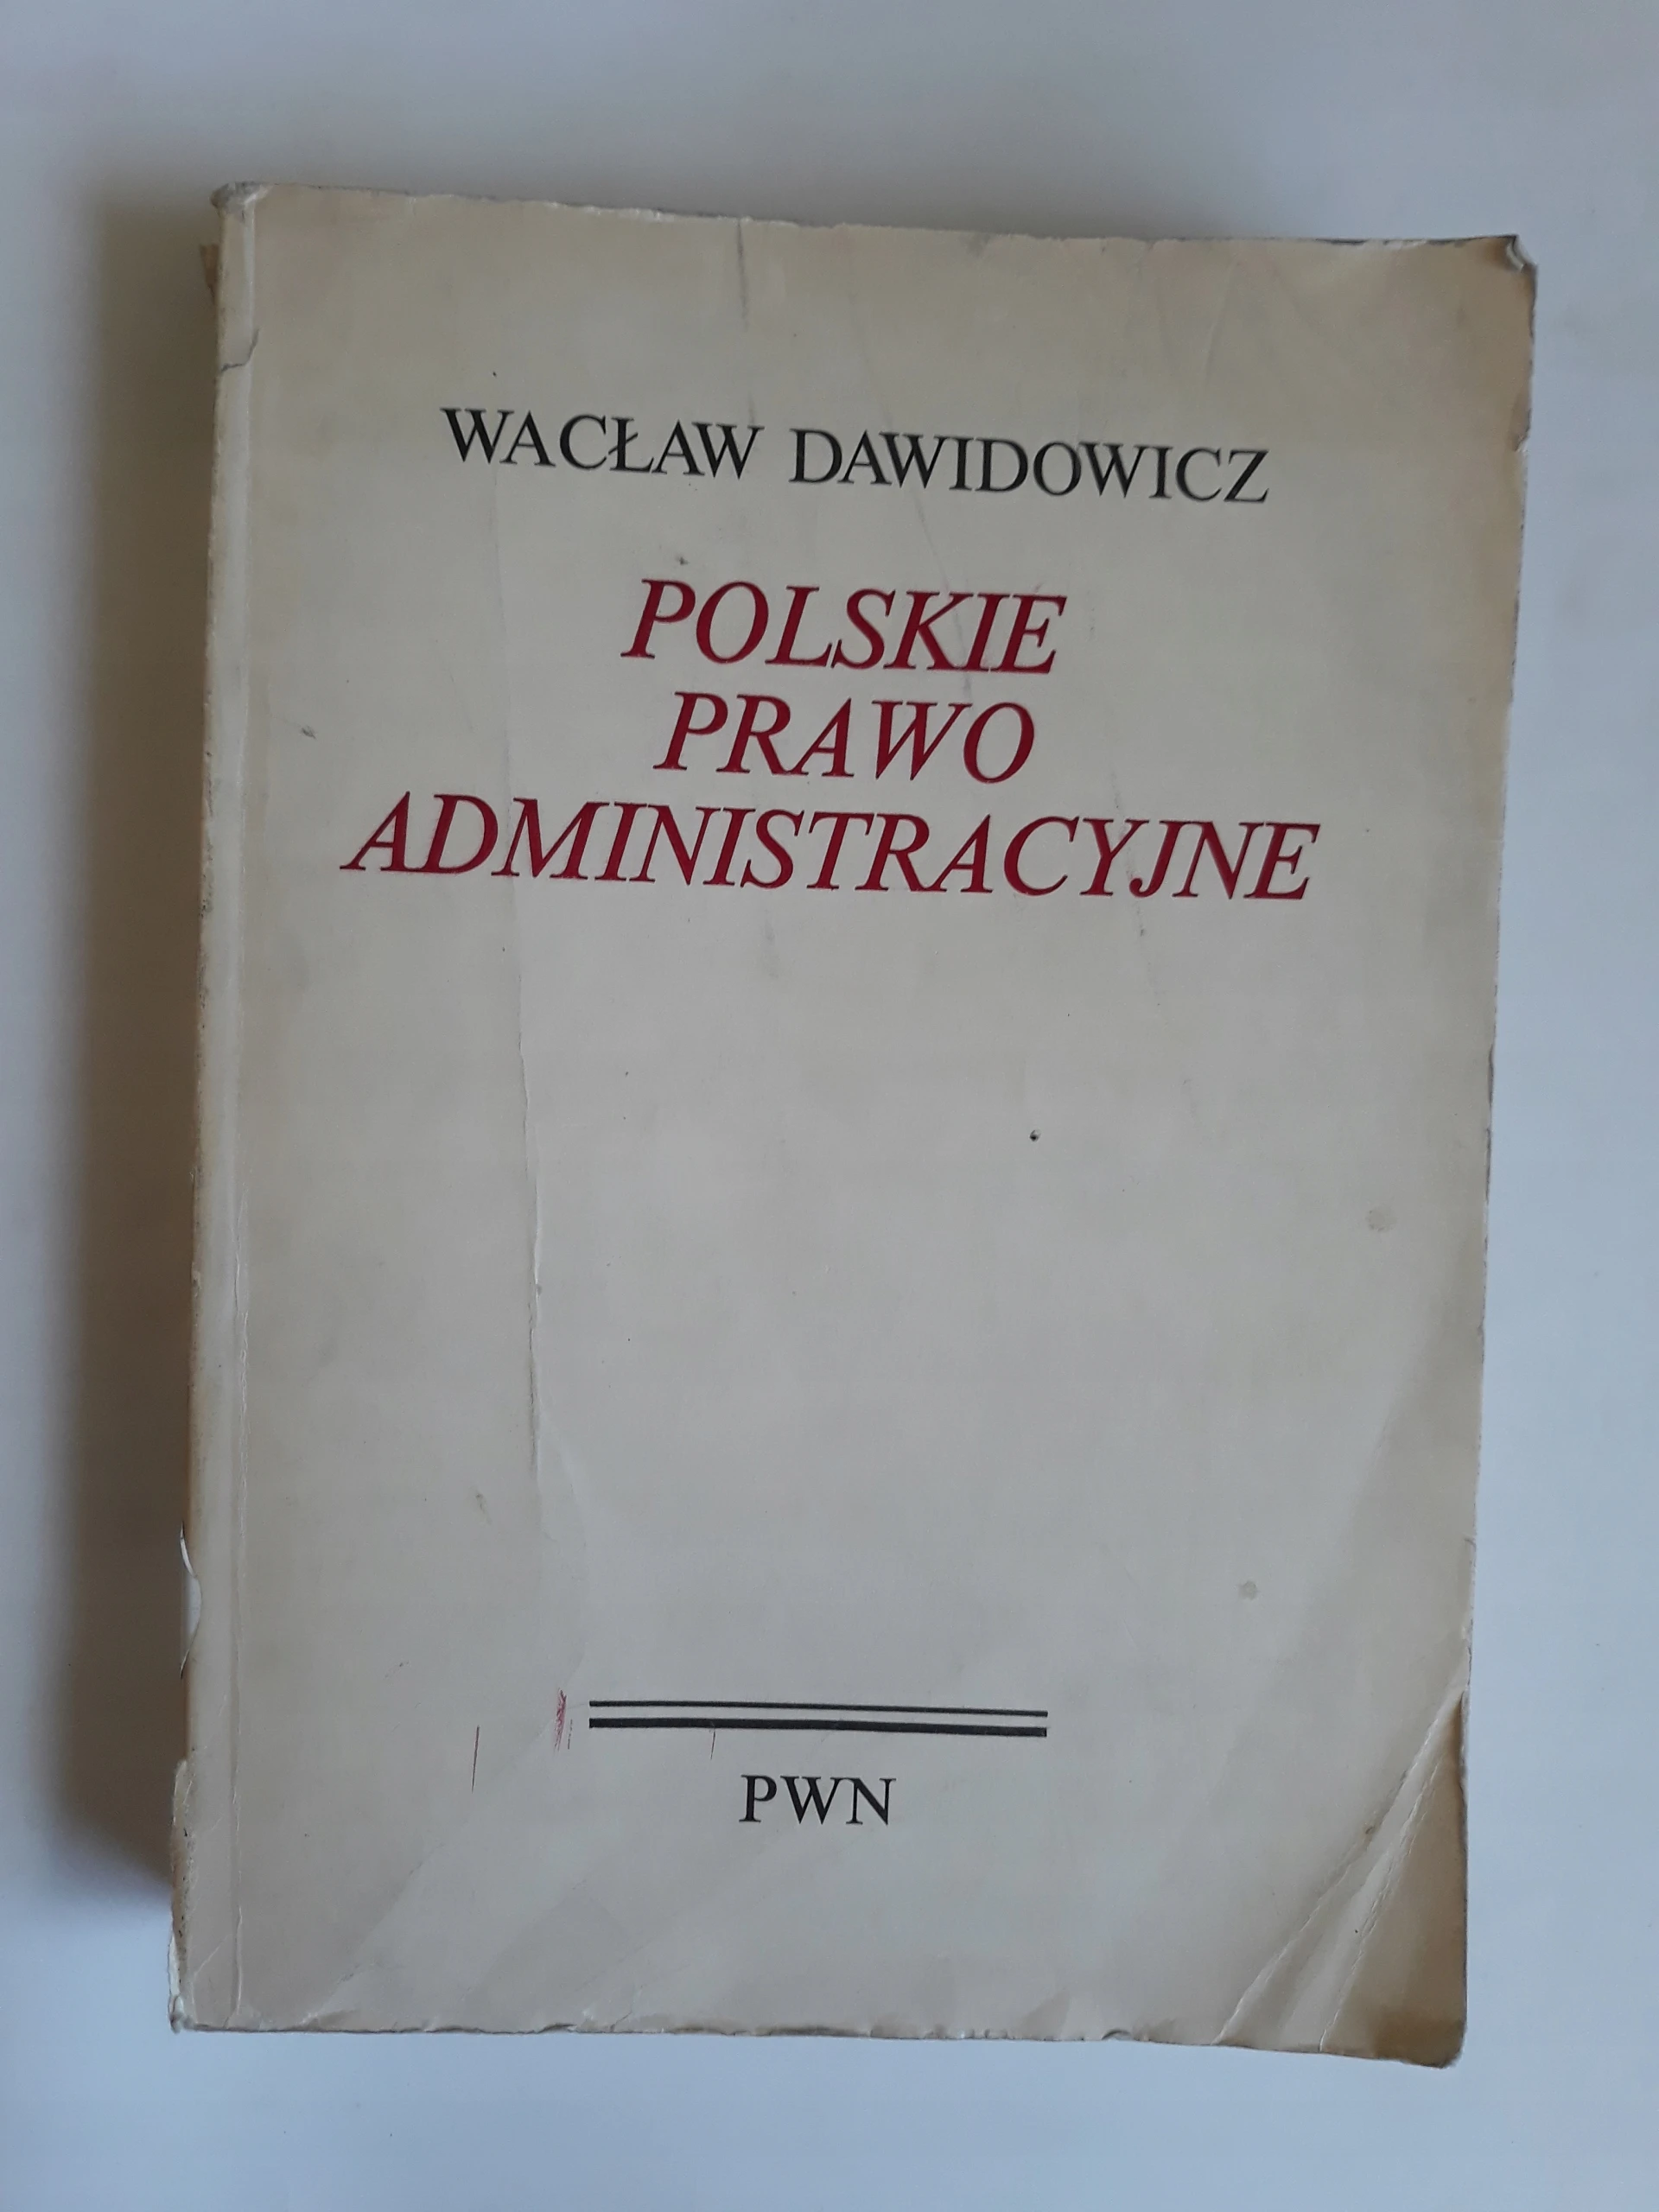 WACŁAW DAWIDOWICZ
POLSKIE
PRAWO
ADMINISTRACYJNE
PWN